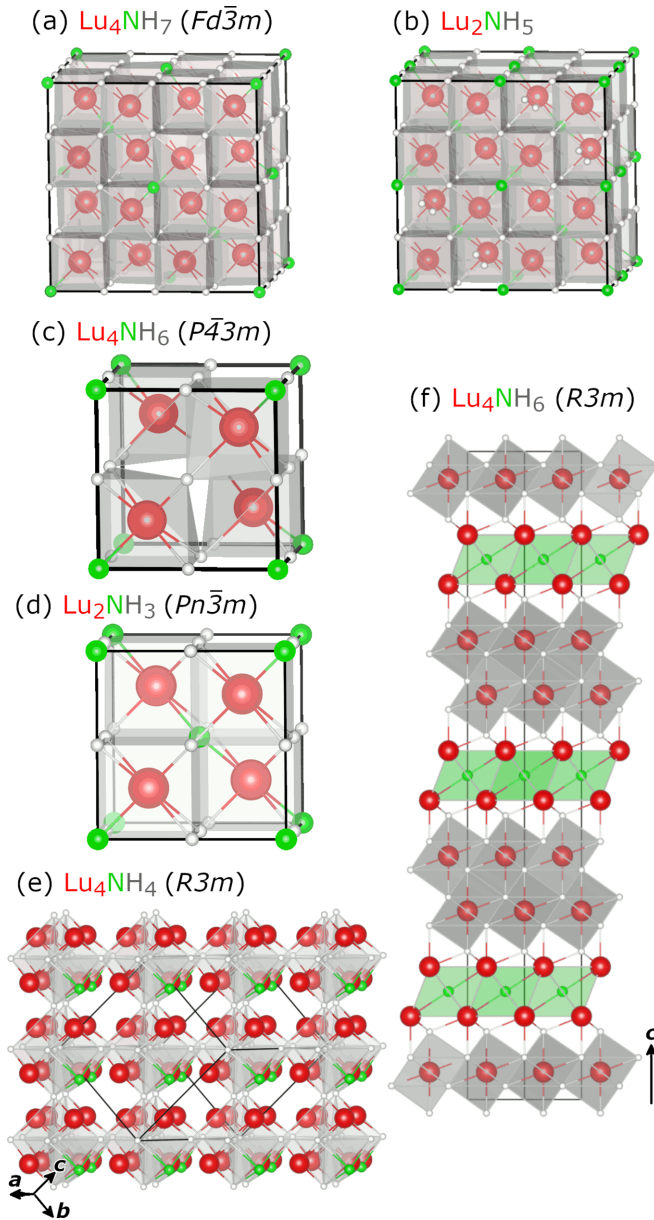 (a) Lu₄NH₇ (Fd3̅m)
(b) Lu₂NH₅
(c) Lu₄NH₆ (P4̅3m)
(f) Lu₄NH₆ (R3m)
(d) Lu₂NH₃ (Pn3̅m)
(e) Lu₄NH₄ (R3m)
c
a
c
b